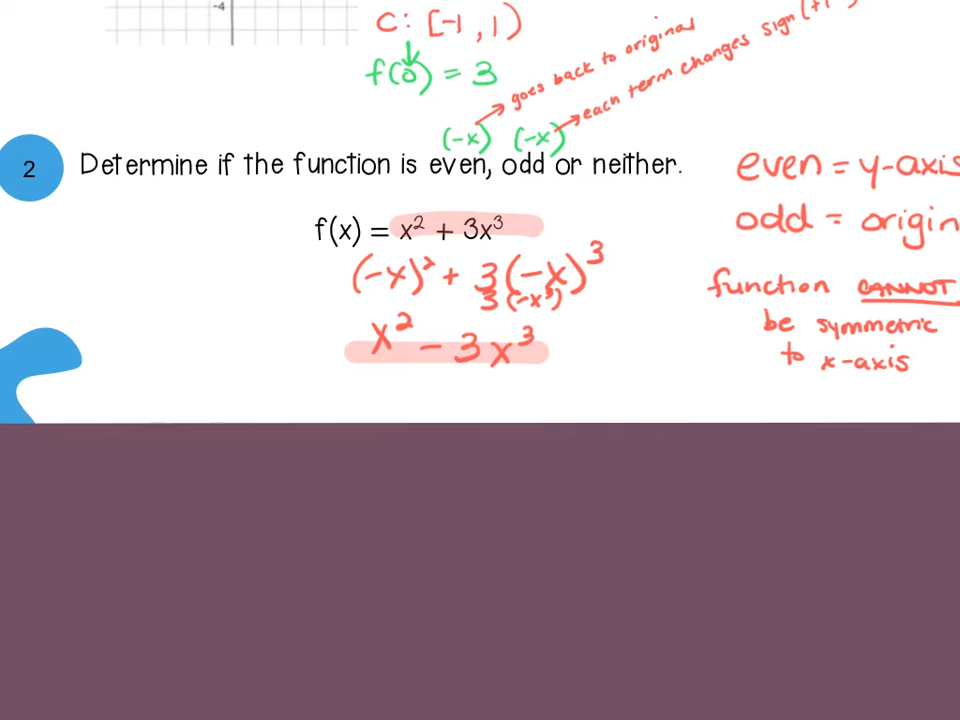 -4
C: [-1, 1)
f(0) = 3
goes back to original
each term changes sign
(-x) (-x)
2
Determine if the function is even, odd or neither.
f(x) = x² + 3x³
(-x)² + 3(-x)³
3(-x³)
x² - 3x³
even = y-axis
odd = origin
function CANNOT
be symmetric
to x-axis